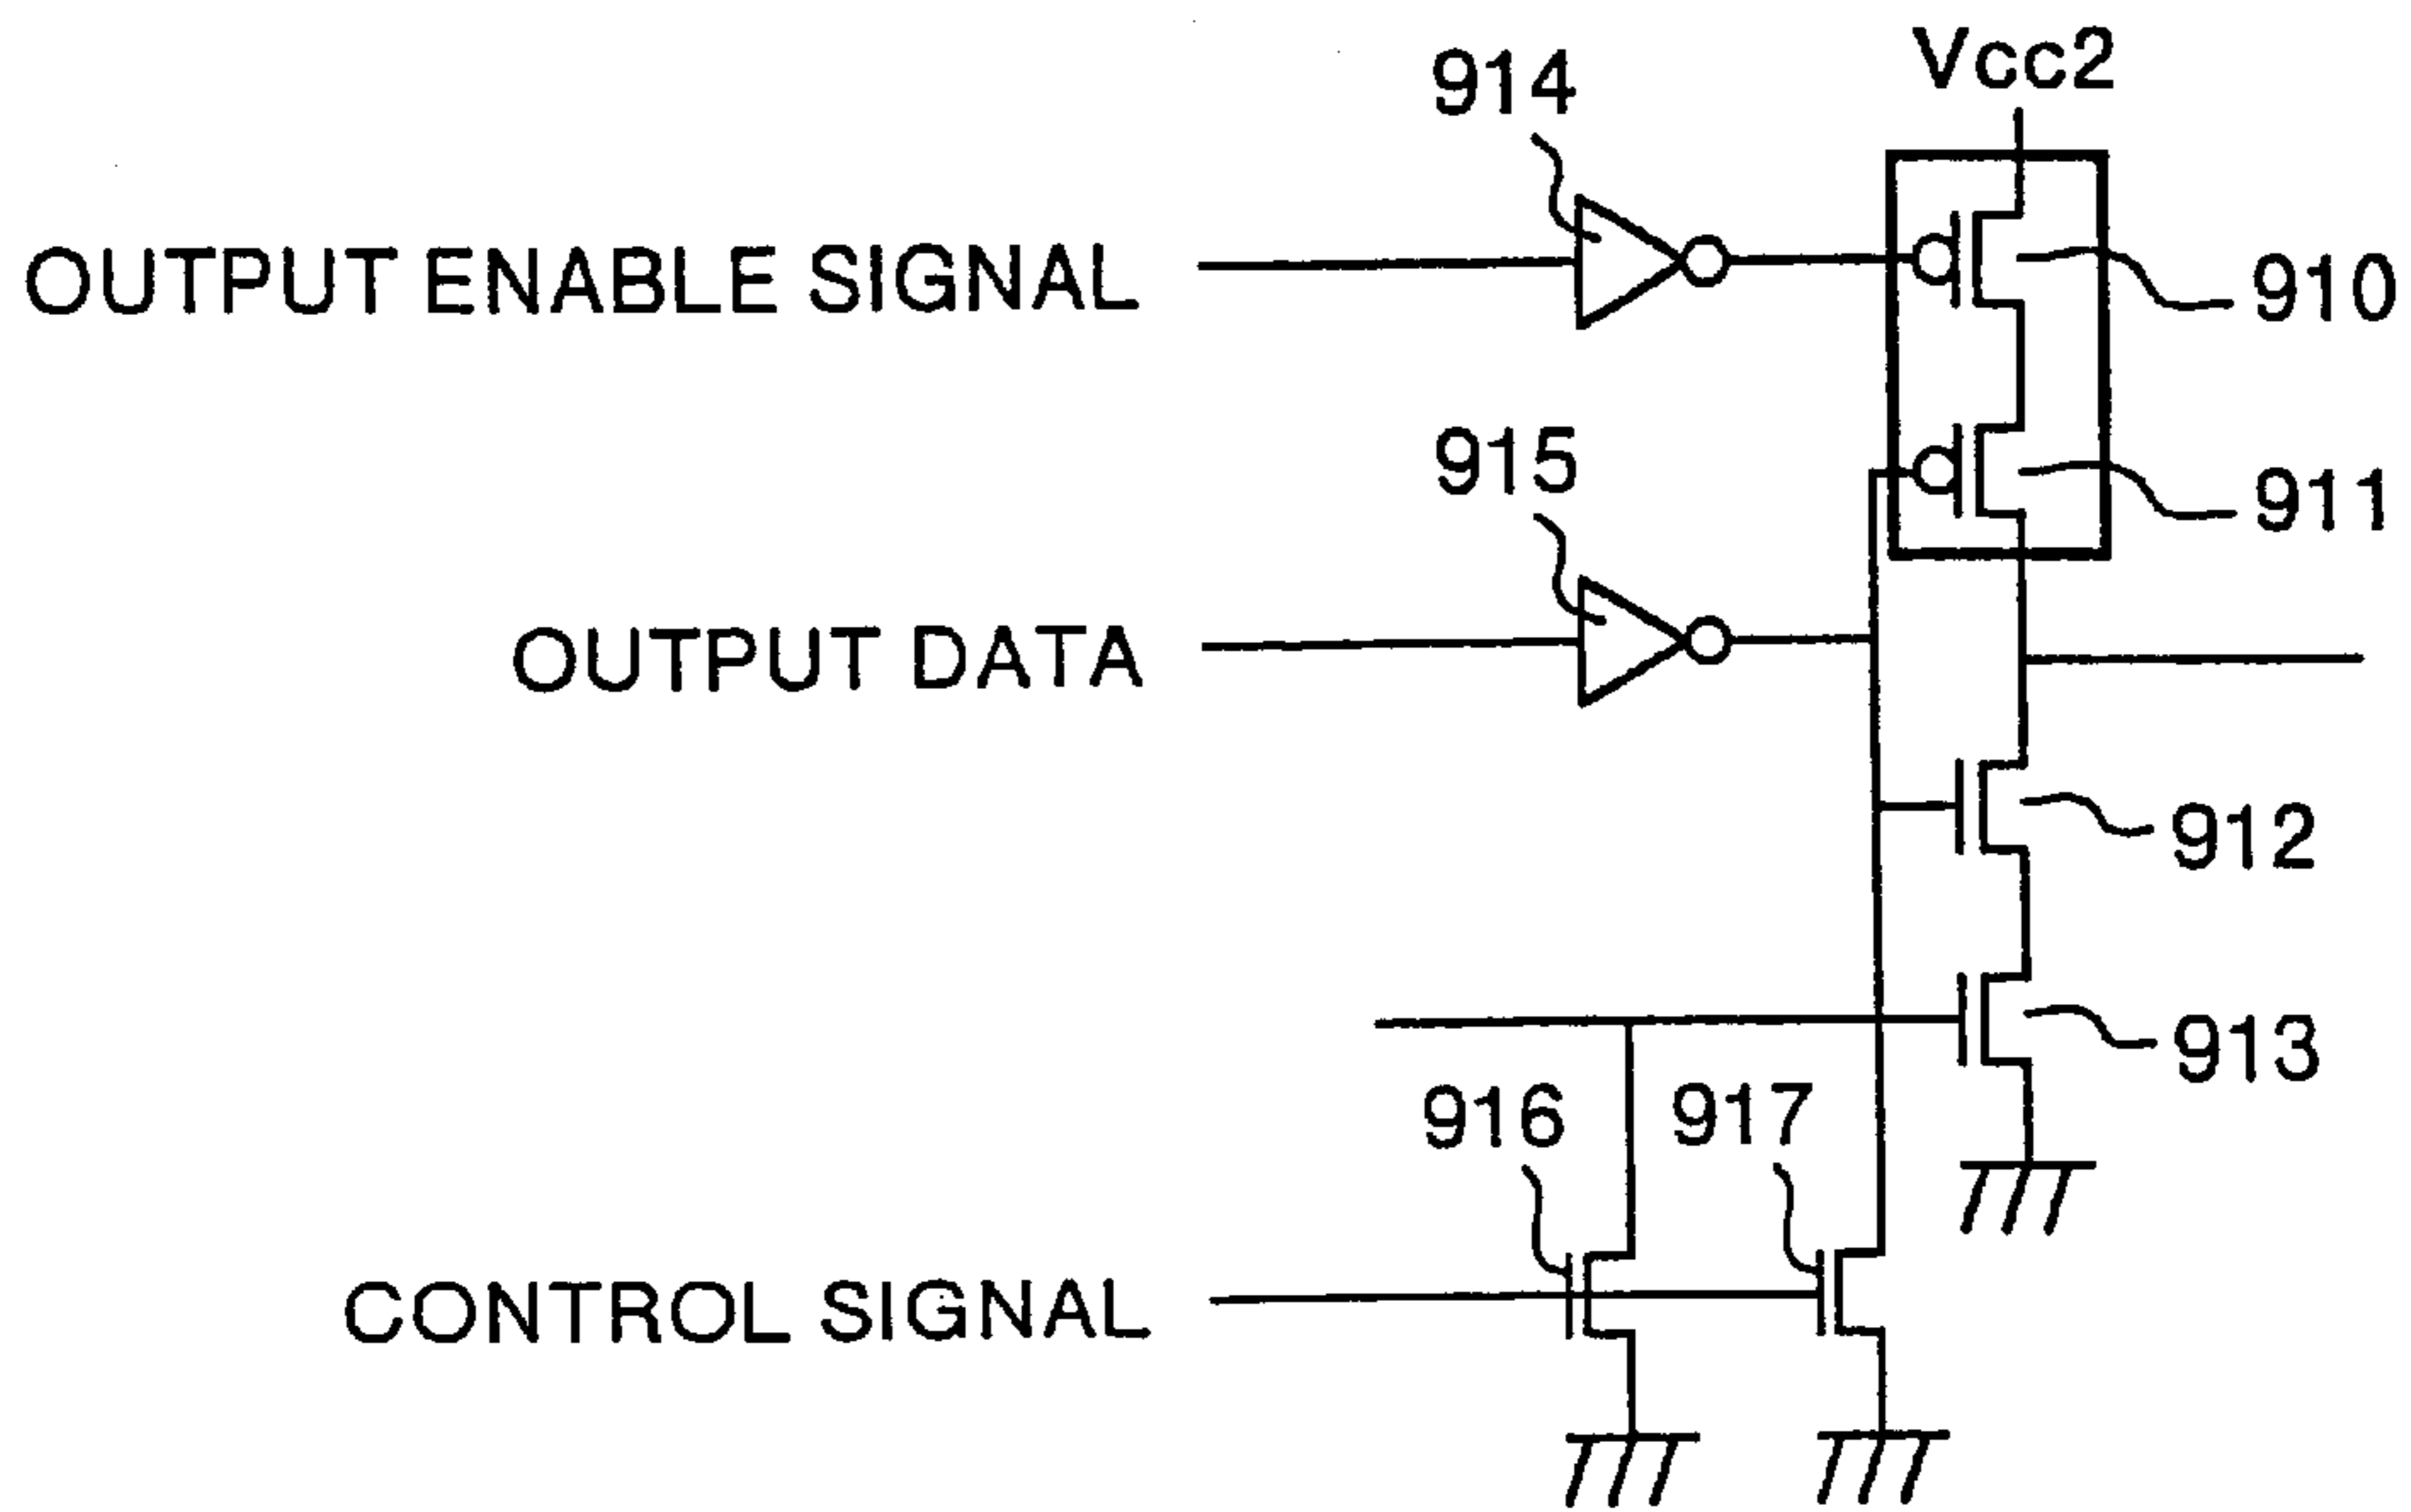 Vcc2
914
OUTPUT ENABLE SIGNAL
910
915
911
OUTPUT DATA
912
913
916
917
CONTROL SIGNAL